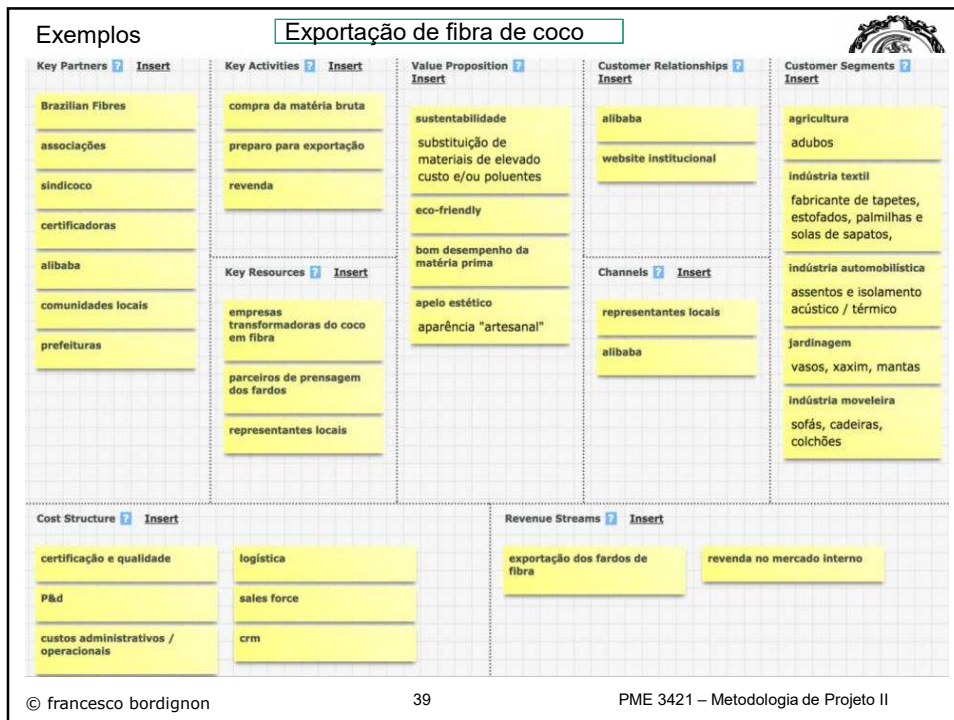 Exemplos
Exportação de fibra de coco
Key Partners ? Insert
Brazilian Fibres
associações
sindicoco
certificadoras
alibaba
comunidades locais
prefeituras
Key Activities ? Insert
compra da matéria bruta
preparo para exportação
revenda
Key Resources ? Insert
empresas
transformadoras do coco
em fibra
parceiros de prensagem
dos fardos
representantes locais
Value Proposition ?
Insert
sustentabilidade
substituição de
materiais de elevado
custo e/ou poluentes
eco-friendly
bom desempenho da
matéria prima
apelo estético
aparência "artesanal"
Customer Relationships ?
Insert
alibaba
website institucional
Channels ? Insert
representantes locais
alibaba
Customer Segments ?
Insert
agricultura
adubos
indústria textil
fabricante de tapetes,
estofados, palmilhas e
solas de sapatos,
indústria automobilística
assentos e isolamento
acústico / térmico
jardinagem
vasos, xaxim, mantas
indústria moveleira
sofás, cadeiras,
colchões
Cost Structure ? Insert
certificação e qualidade
P&d
custos administrativos /
operacionais
logística
sales force
crm
Revenue Streams ? Insert
exportação dos fardos de
fibra
revenda no mercado interno
© francesco bordignon
39
PME 3421 – Metodologia de Projeto II